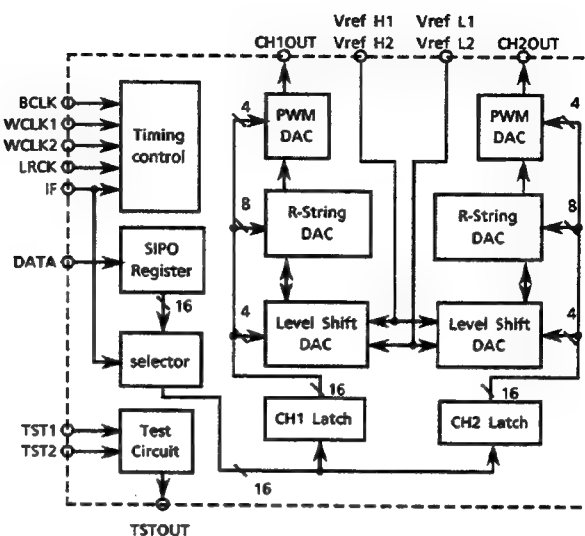 Vref H1 Vref L1
CH1OUT Vref H2 Vref L2 CH2OUT
BCLK
WCLK1
WCLK2
LRCK
IF
Timing
control
4
PWM
DAC
PWM
DAC
4
8
R-String
DAC
R-String
DAC
8
DATA
SIPO
Register
16
4
Level Shift
DAC
Level Shift
DAC
4
selector
16
16
CH1 Latch
CH2 Latch
TST1
TST2
Test
Circuit
16
TSTOUT